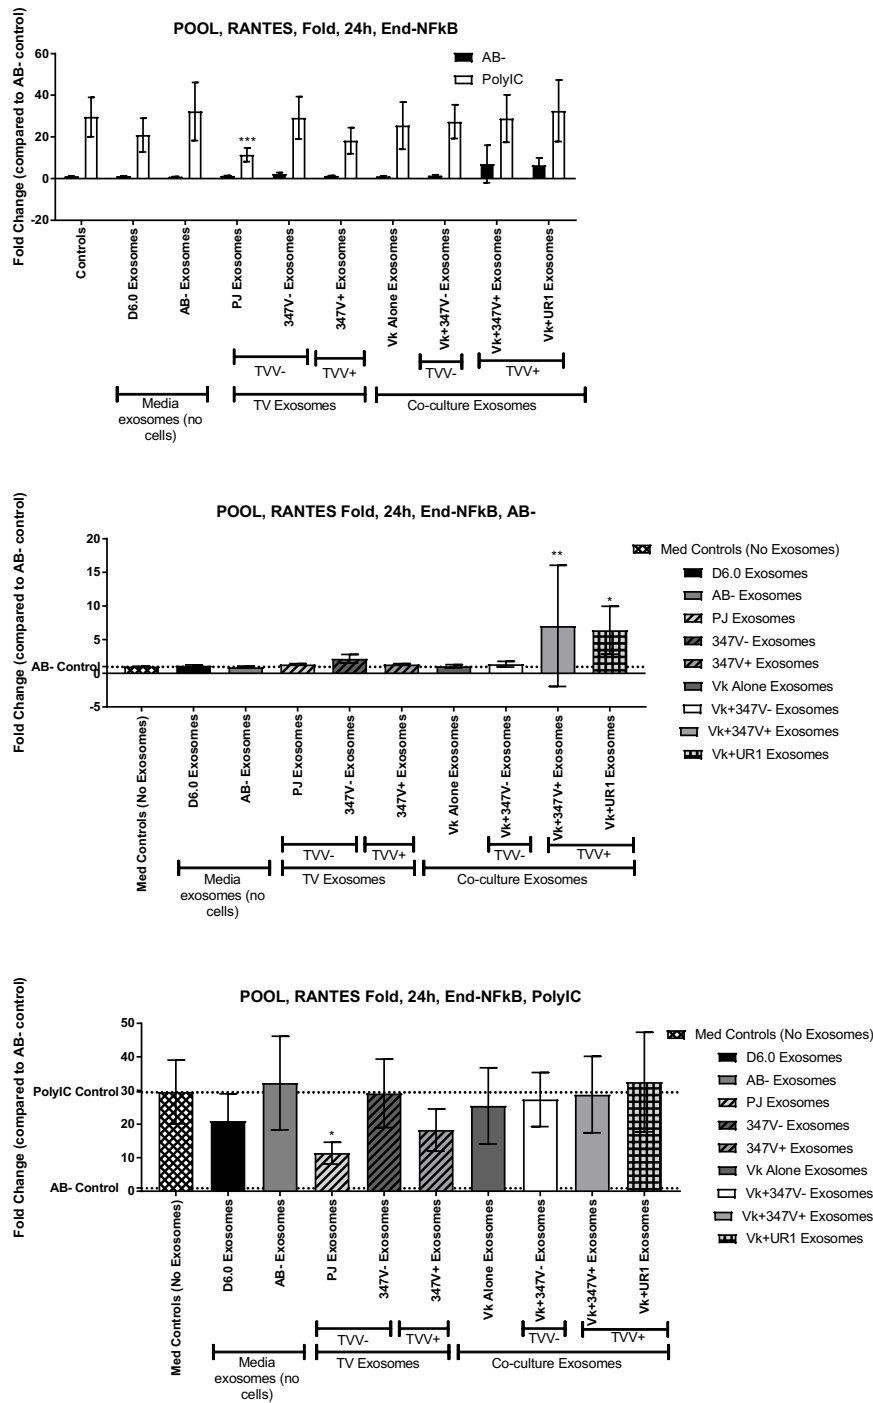 POOL, RANTES, Fold, 24h, End-NFkB
Fold Change (compared to AB- control)
60
40
20
0
-20
AB-
PolyIC
***
Controls
D6.0 Exosomes
AB- Exosomes
PJ Exosomes
347V- Exosomes
347V+ Exosomes
Vk Alone Exosomes
Vk+347V- Exosomes
Vk+347V+ Exosomes
Vk+UR1 Exosomes
TVV-
TVV+
TVV-
TVV+
Media
exosomes (no
cells)
TV Exosomes
Co-culture Exosomes
POOL, RANTES Fold, 24h, End-NFkB, AB-
Fold Change (compared to AB- control)
20
15
10
5
0
-5
AB- Control
**
*
Med Controls (No Exosomes)
D6.0 Exosomes
AB- Exosomes
PJ Exosomes
347V- Exosomes
347V+ Exosomes
Vk Alone Exosomes
Vk+347V- Exosomes
Vk+347V+ Exosomes
Vk+UR1 Exosomes
Med Controls (No Exosomes)
D6.0 Exosomes
AB- Exosomes
PJ Exosomes
347V- Exosomes
347V+ Exosomes
Vk Alone Exosomes
Vk+347V- Exosomes
Vk+347V+ Exosomes
Vk+UR1 Exosomes
TVV-
TVV+
TVV-
TVV+
Media
exosomes (no
cells)
TV Exosomes
Co-culture Exosomes
POOL, RANTES Fold, 24h, End-NFkB, PolyIC
Fold Change (compared to AB- control)
50
40
30
20
10
0
PolyIC Control
AB- Control
*
Med Controls (No Exosomes)
D6.0 Exosomes
AB- Exosomes
PJ Exosomes
347V- Exosomes
347V+ Exosomes
Vk Alone Exosomes
Vk+347V- Exosomes
Vk+347V+ Exosomes
Vk+UR1 Exosomes
Med Controls (No Exosomes)
D6.0 Exosomes
AB- Exosomes
PJ Exosomes
347V- Exosomes
347V+ Exosomes
Vk Alone Exosomes
Vk+347V- Exosomes
Vk+347V+ Exosomes
Vk+UR1 Exosomes
TVV-
TVV+
TVV-
TVV+
Media
exosomes (no
cells)
TV Exosomes
Co-culture Exosomes